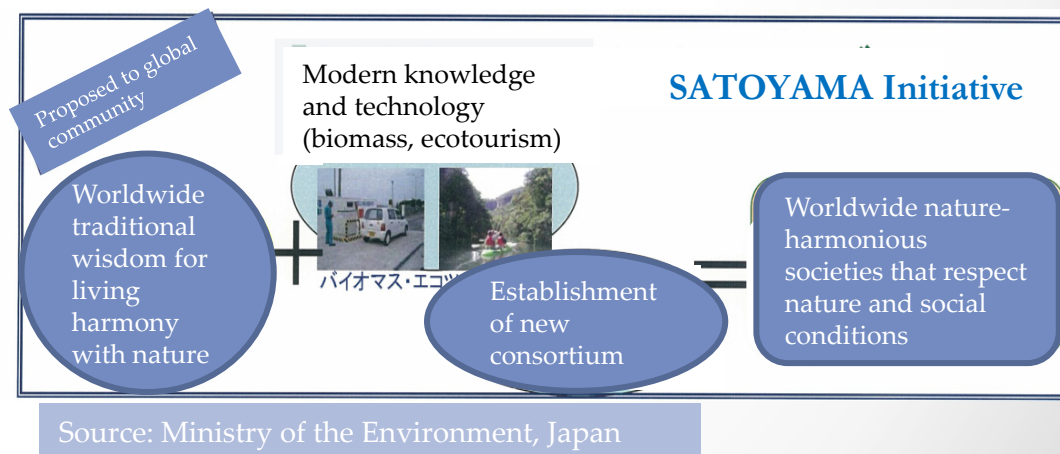 Proposed to global
community
Modern knowledge
and technology
(biomass, ecotourism)
SATOYAMA Initiative
Worldwide
traditional
wisdom for
living
harmony
with nature
+
バイオマス・エコツ
Establishment
of new
consortium
=
Worldwide nature-
harmonious
societies that respect
nature and social
conditions
Source: Ministry of the Environment, Japan